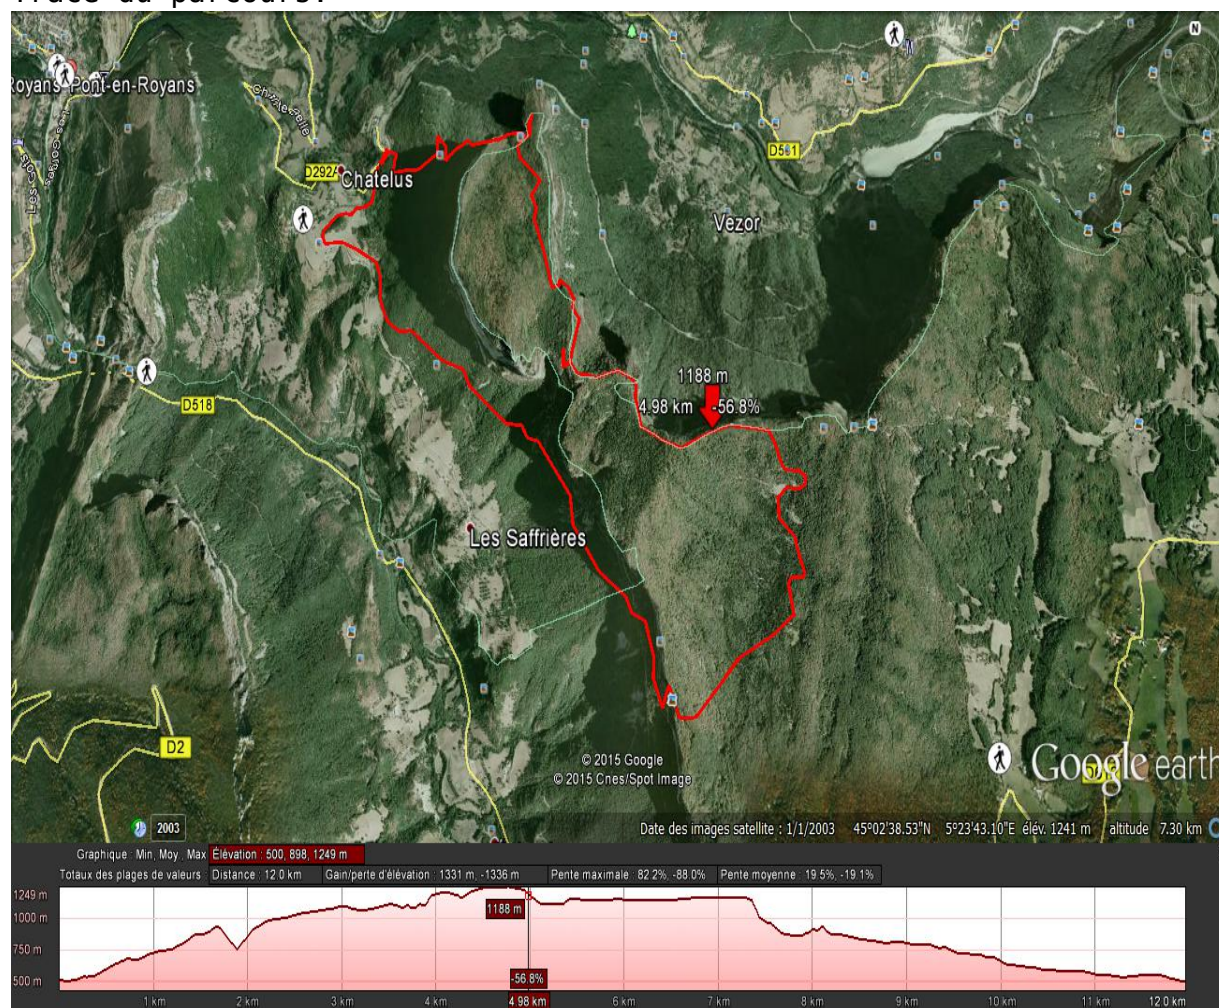 Tracé du parcours:
N
Royans
Pont-en-Royans
Châtelus
D292A
D531
Vezor
1188 m
4.98 km
-56.8%
D518
Les Saffrières
D2
© 2015 Google
© 2015 Cnes/Spot Image
Google earth
2003
Date des images satellite : 1/1/2003 45°02'38.53"N 5°23'43.10"E élév. 1241 m altitude 7.30 km
Graphique : Min, Moy, Max Élévation : 500, 898, 1249 m
Totaux des plages de valeurs : Distance : 12.0 km Gain/perte d'élévation : 1331 m, -1336 m Pente maximale : 82.2%, -88.0% Pente moyenne : 19.5%, -19.1%
1249 m
1188 m
1000 m
750 m
500 m
-56.8%
1 km 2 km 3 km 4 km 4.98 km 6 km 7 km 8 km 9 km 10 km 11 km 12.0 km